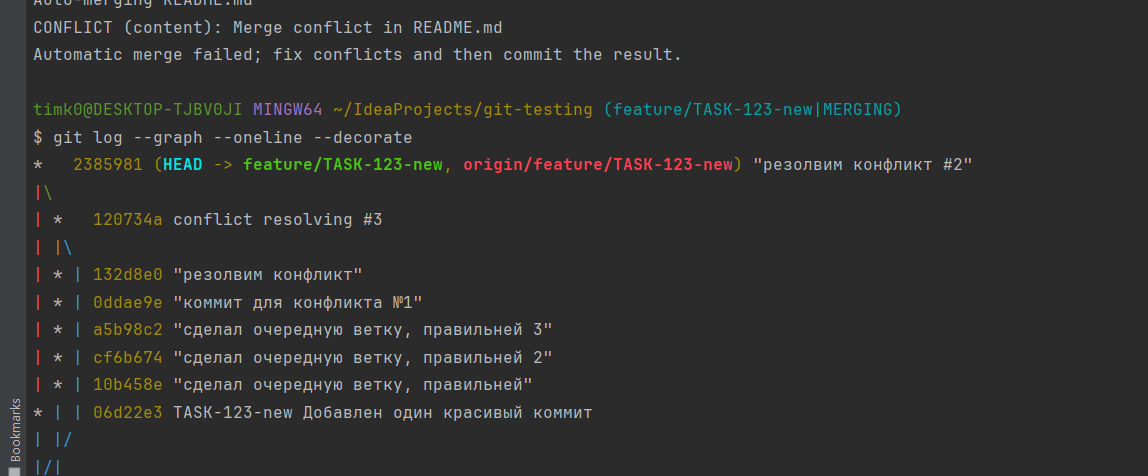 Auto-merging README.md
CONFLICT (content): Merge conflict in README.md
Automatic merge failed; fix conflicts and then commit the result.
timk0@DESKTOP-TJBV0JI MINGW64 ~/IdeaProjects/git-testing (feature/TASK-123-new|MERGING)
$ git log --graph --oneline --decorate
*   2385981 (HEAD -> feature/TASK-123-new, origin/feature/TASK-123-new) "резолвим конфликт #2"
|\
| *   120734a conflict resolving #3
| |\
| * | 132d8e0 "резолвим конфликт"
| * | 0ddae9e "коммит для конфликта №1"
| * | a5b98c2 "сделал очередную ветку, правильней 3"
| * | cf6b674 "сделал очередную ветку, правильней 2"
| * | 10b458e "сделал очередную ветку, правильней"
* | | 06d22e3 TASK-123-new Добавлен один красивый коммит
| |/
|/|
Bookmarks